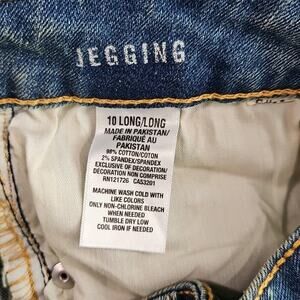 JEGGING
10 LONG/LONG
MADE IN PAKISTAN/
FABRIQUÉ AU
PAKISTAN
98% COTTON/COTON
2% SPANDEX/SPANDEX
EXCLUSIVE OF DECORATION/
DÉCORATION NON COMPRISE
RN121726 CA53201
MACHINE WASH COLD WITH
LIKE COLORS
ONLY NON-CHLORINE BLEACH
WHEN NEEDED
TUMBLE DRY LOW
COOL IRON IF NEEDED